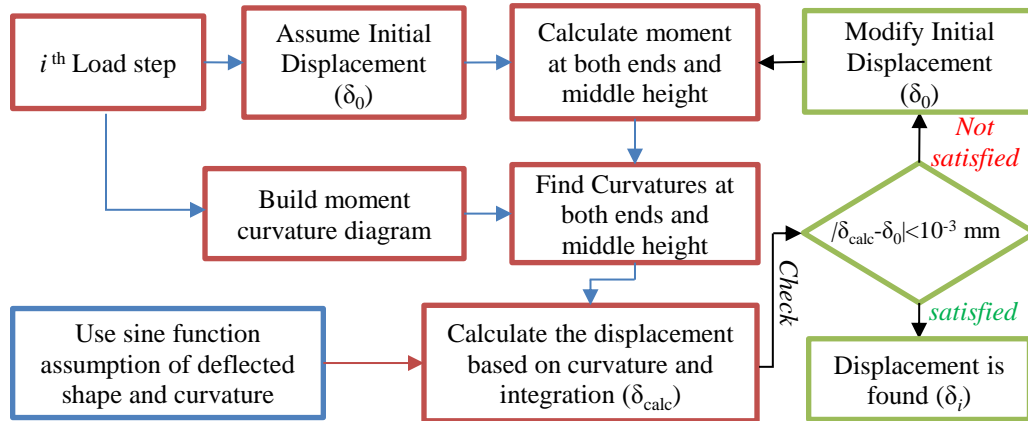 i th Load step
Assume Initial
Displacement
(δ0)
Calculate moment
at both ends and
middle height
Modify Initial
Displacement
(δ0)
Not
satisfied
Build moment
curvature diagram
Find Curvatures at
both ends and
middle height
|δcalc-δ0|<10-3 mm
Check
satisfied
Use sine function
assumption of deflected
shape and curvature
Calculate the displacement
based on curvature and
integration (δcalc)
Displacement is
found (δi)